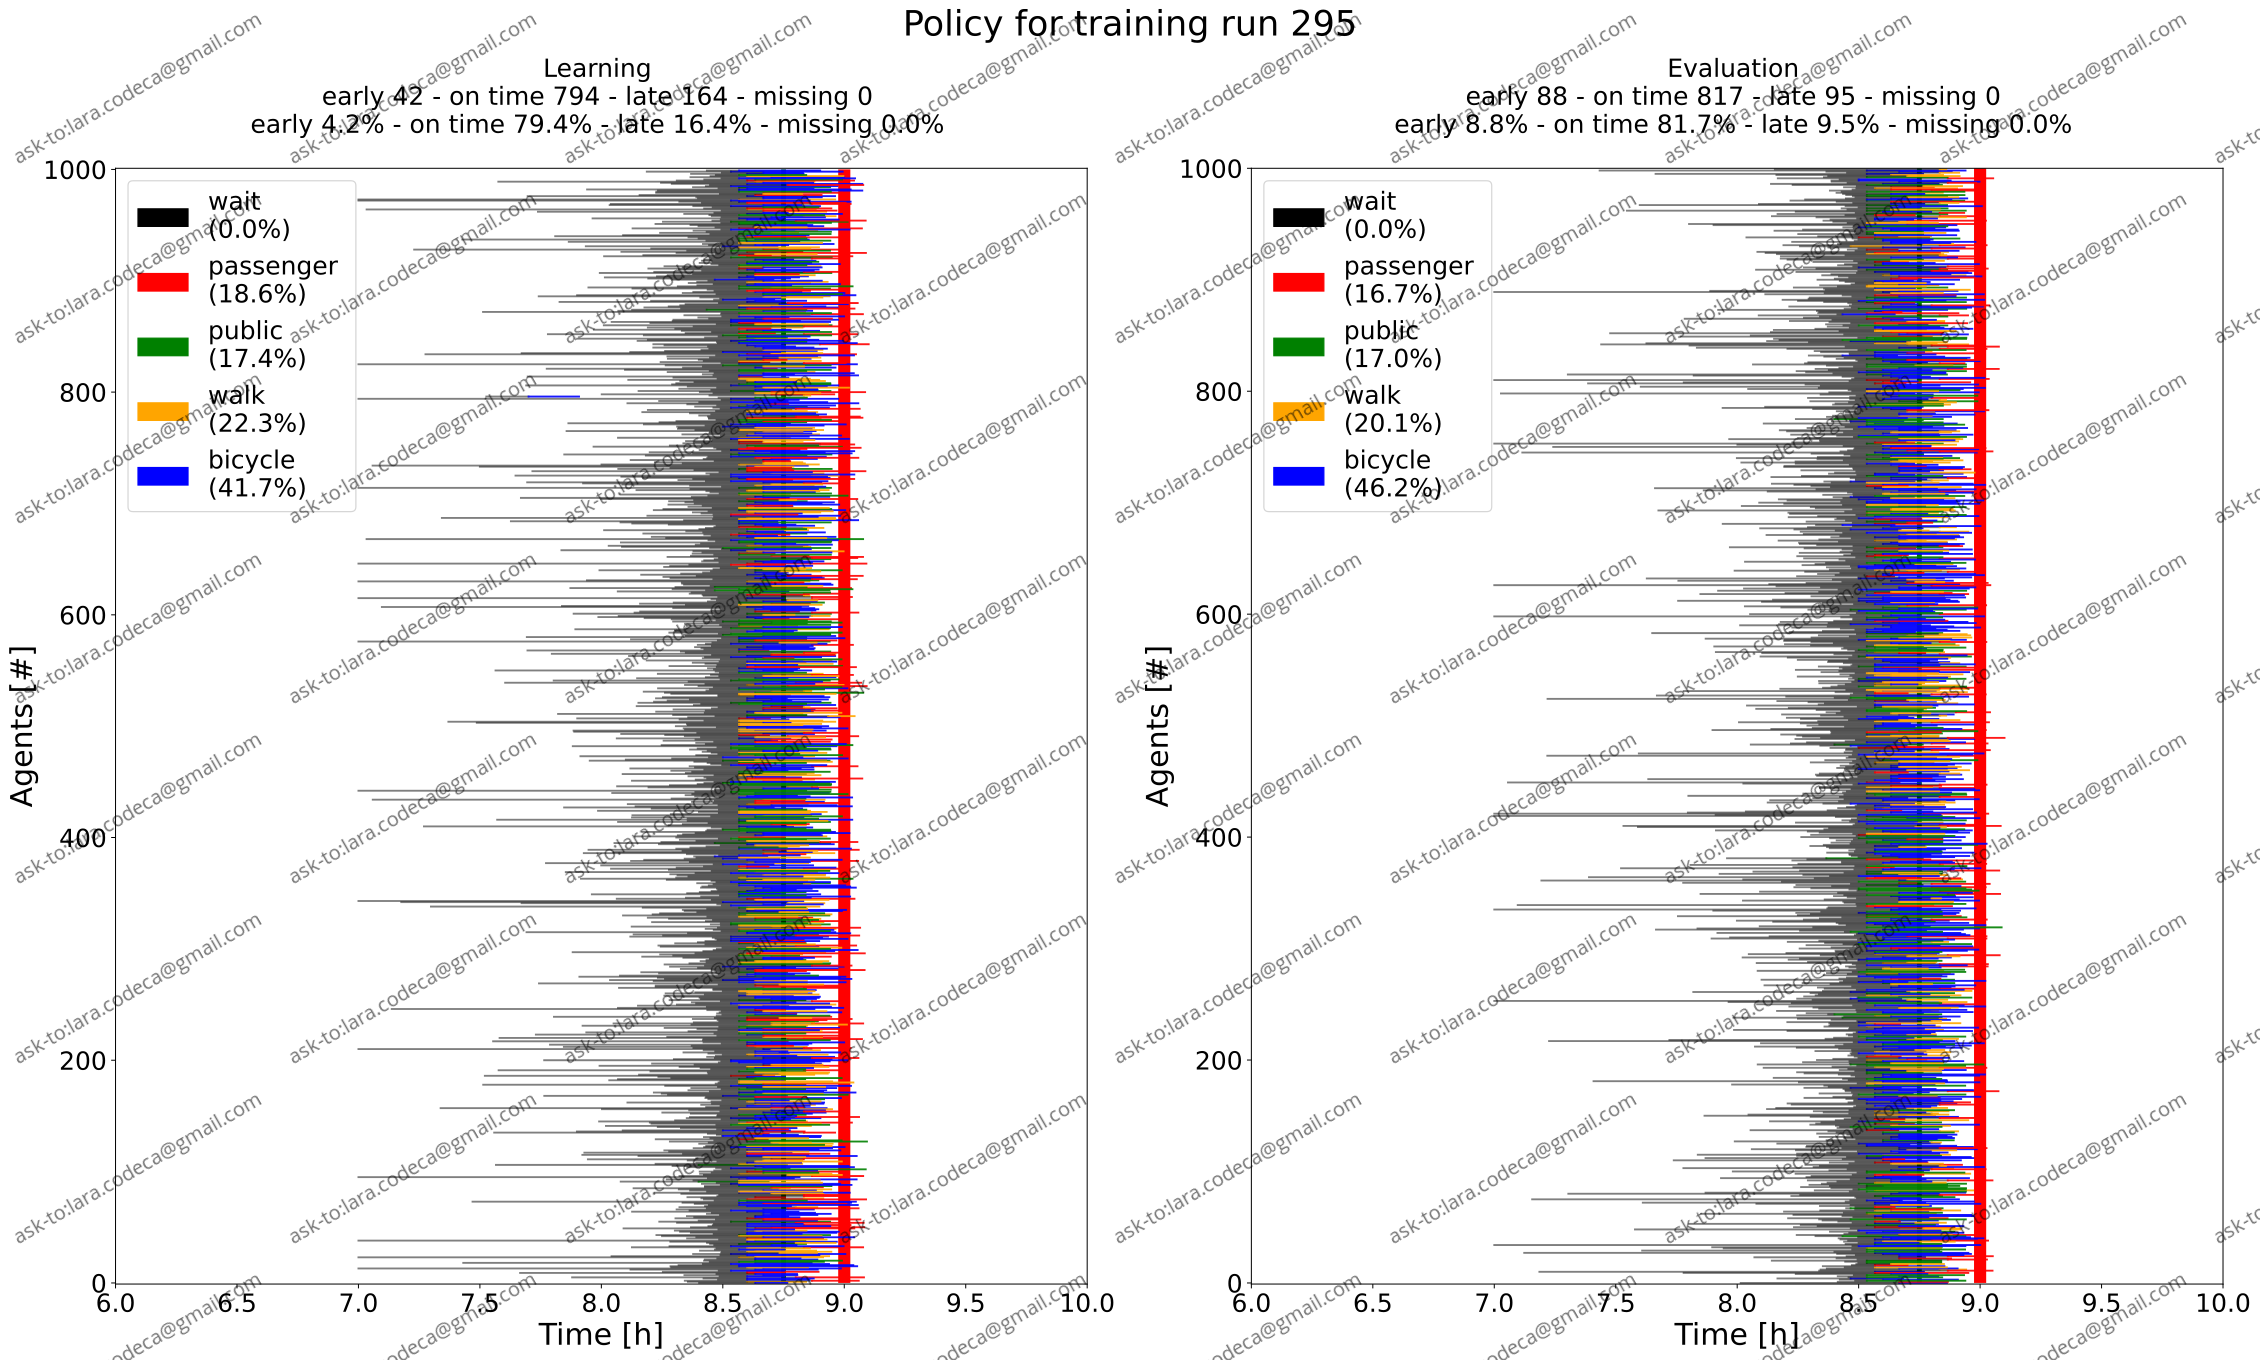 Policy for training run 295
Learning
early 42 - on time 794 - late 164 - missing 0
early 4.2% - on time 79.4% - late 16.4% - missing 0.0%
1000
800
600
400
200
0
Agents [#]
wait
(0.0%)
passenger
(18.6%)
public
(17.4%)
walk
(22.3%)
bicycle
(41.7%)
6.0 6.5 7.0 7.5 8.0 8.5 9.0 9.5 10.0
Time [h]
Evaluation
early 88 - on time 817 - late 95 - missing 0
early 8.8% - on time 81.7% - late 9.5% - missing 0.0%
1000
800
600
400
200
0
Agents [#]
wait
(0.0%)
passenger
(16.7%)
public
(17.0%)
walk
(20.1%)
bicycle
(46.2%)
6.0 6.5 7.0 7.5 8.0 8.5 9.0 9.5 10.0
Time [h]
ask-to:lara.codeca@gmail.com